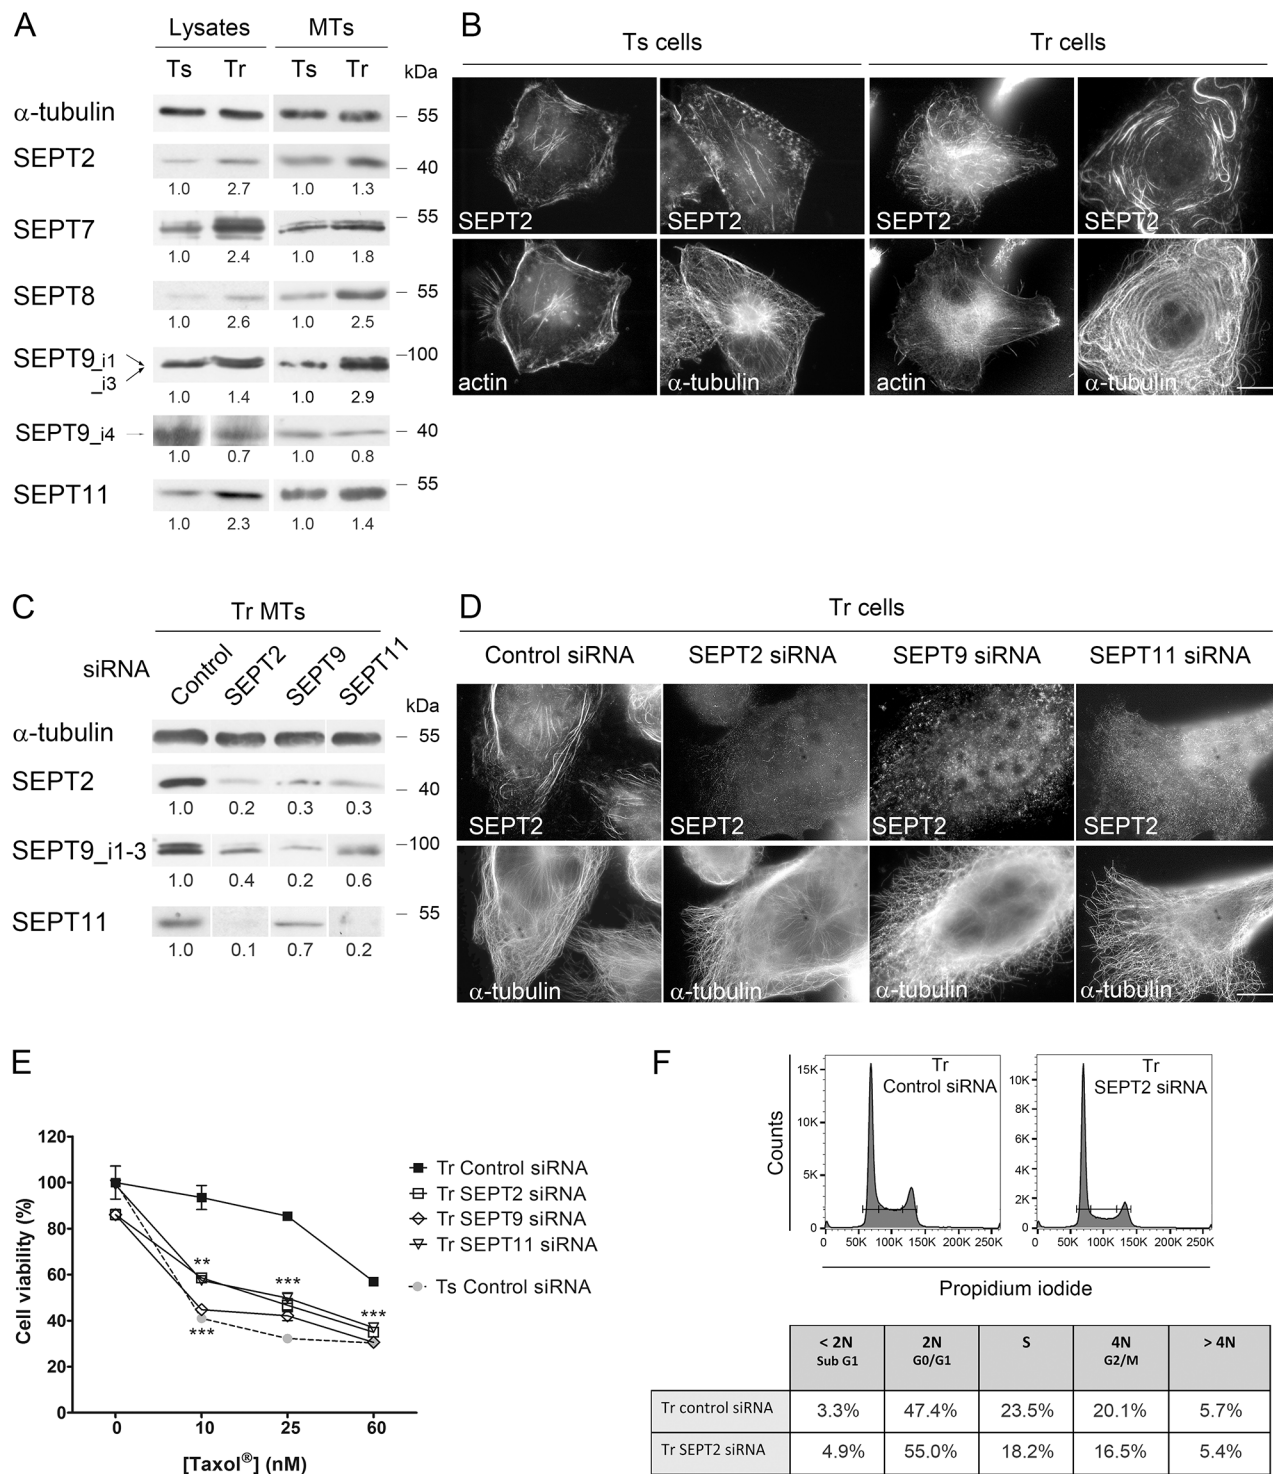 A
Lysates MTs
Ts Tr Ts Tr kDa
α-tubulin 55
SEPT2 40
1.0 2.7 1.0 1.3
SEPT7 55
1.0 2.4 1.0 1.8
SEPT8 55
1.0 2.6 1.0 2.5
SEPT9_i1 100
_i3
1.0 1.4 1.0 2.9
SEPT9_i4 40
1.0 0.7 1.0 0.8
SEPT11 55
1.0 2.3 1.0 1.4
B
Ts cells Tr cells
SEPT2 SEPT2 SEPT2 SEPT2
actin α-tubulin actin α-tubulin
C
Tr MTs
siRNA Control SEPT2 SEPT9 SEPT11
kDa
α-tubulin 55
SEPT2 40
1.0 0.2 0.3 0.3
SEPT9_i1-3 100
1.0 0.4 0.2 0.6
SEPT11 55
1.0 0.1 0.7 0.2
D
Tr cells
Control siRNA SEPT2 siRNA SEPT9 siRNA SEPT11 siRNA
SEPT2 SEPT2 SEPT2 SEPT2
α-tubulin α-tubulin α-tubulin α-tubulin
E
Cell viability (%)
120
100
80
60
40
20
0
** *** ***
***
0 10 25 60
[Taxol®] (nM)
Tr Control siRNA
Tr SEPT2 siRNA
Tr SEPT9 siRNA
Tr SEPT11 siRNA
Ts Control siRNA
F
Counts
Tr
Control siRNA
15K
10K
5K
0
0 50K 100K 150K 200K 250K
Tr
SEPT2 siRNA
10K
8K
6K
4K
2K
0
0 50K 100K 150K 200K 250K
Propidium iodide
< 2N 2N S 4N > 4N
Sub G1 G0/G1 G2/M
Tr control siRNA 3.3% 47.4% 23.5% 20.1% 5.7%
Tr SEPT2 siRNA 4.9% 55.0% 18.2% 16.5% 5.4%